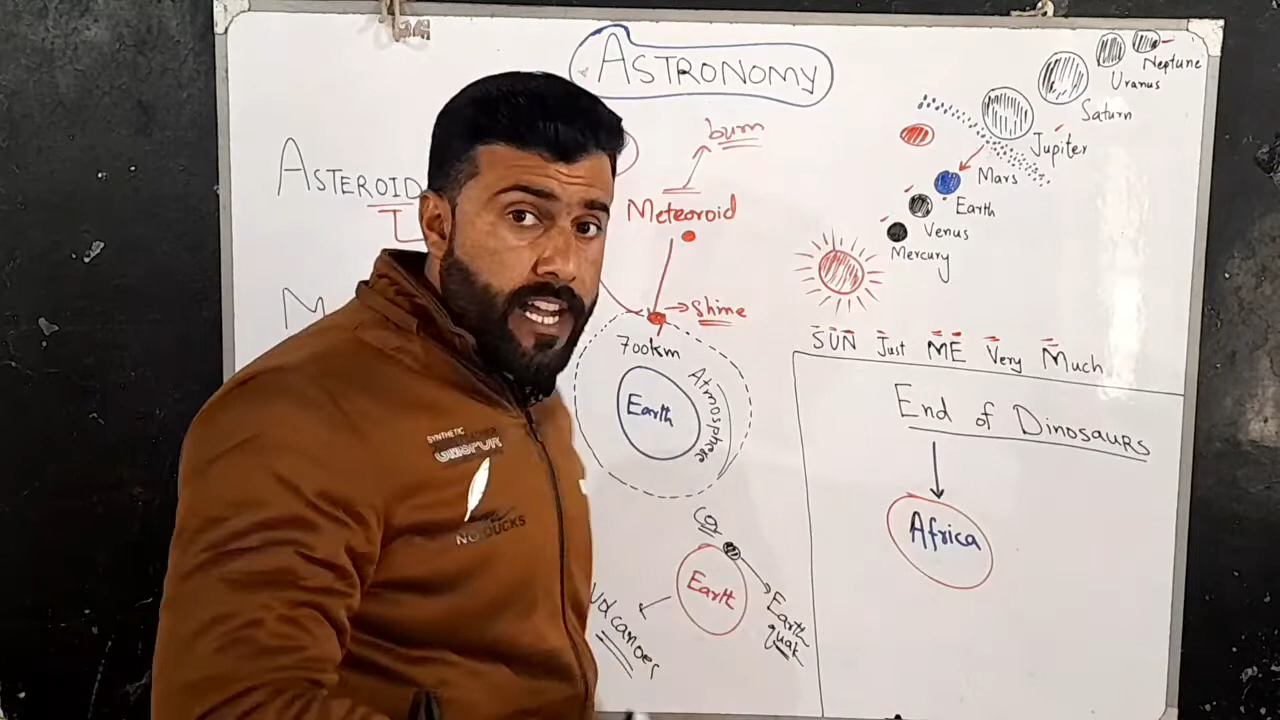 ASTRONOMY
Neptune
Uranus
Saturn
Jupiter
Mars
Earth
Venus
Mercury
burn
ASTEROID
Meteoroid
M
shine
SUN Just ME Very Much
700km
Atmosphere
Earth
End of DINOSAURS
Africa
SYNTHETIC
NO DUCKS
Earth
Earth
quak
Volcanoes